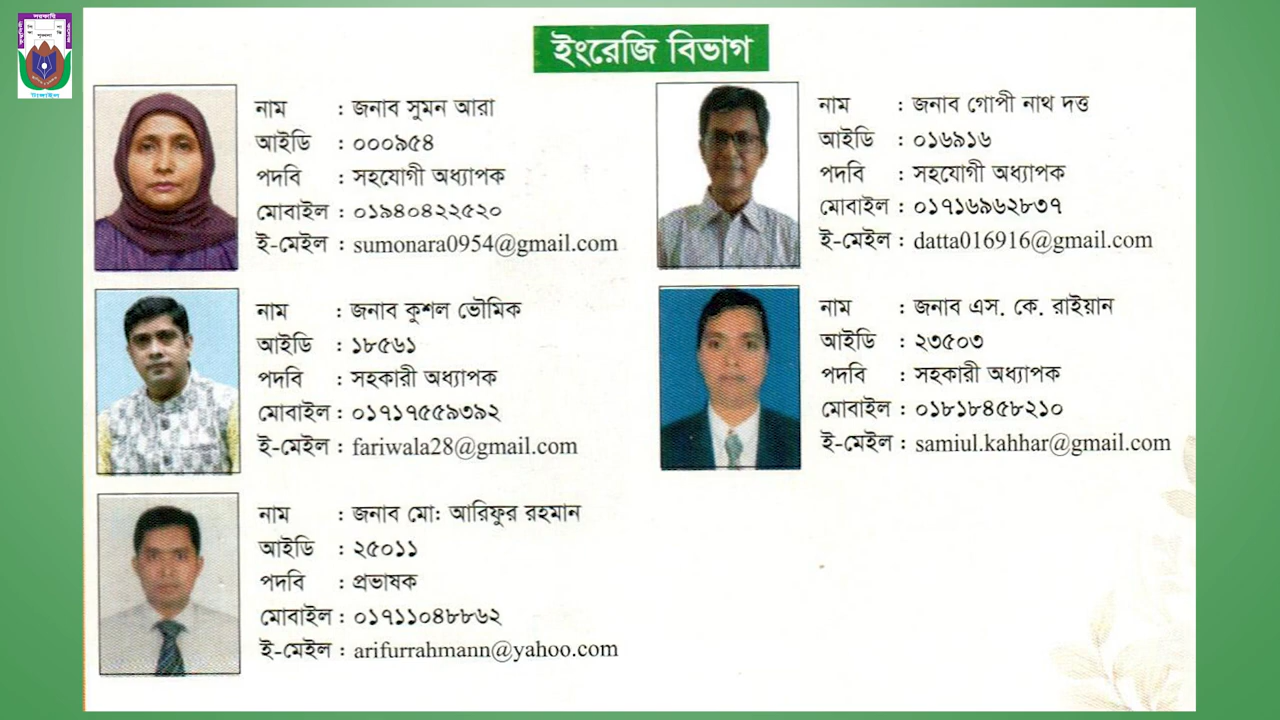 ইংরেজি বিভাগ
নাম : জনাব সুমন আরা
আইডি : ০০০৯৫৪
পদবি : সহযোগী অধ্যাপক
মোবাইল : ০১৯৪০৪২২৫২০
ই-মেইল : sumonara0954@gmail.com
নাম : জনাব গোপী নাথ দত্ত
আইডি : ০১৬৯১৬
পদবি : সহযোগী অধ্যাপক
মোবাইল : ০১৭১৬৯৬২৮৩৭
ই-মেইল : datta016916@gmail.com
নাম : জনাব কুশল ভৌমিক
আইডি : ১৮৫৬১
পদবি : সহকারী অধ্যাপক
মোবাইল : ০১৭১৭৫৫৯৩৯২
ই-মেইল : fariwala28@gmail.com
নাম : জনাব এস. কে. রাইয়ান
আইডি : ২৩৫০৩
পদবি : সহকারী অধ্যাপক
মোবাইল : ০১৮১৮৪৫৮২১০
ই-মেইল : samiul.kahhar@gmail.com
নাম : জনাব মো: আরিফুর রহমান
আইডি : ২৫০১১
পদবি : প্রভাষক
মোবাইল : ০১৭১১০৪৮৮৬২
ই-মেইল : arifurrahmann@yahoo.com